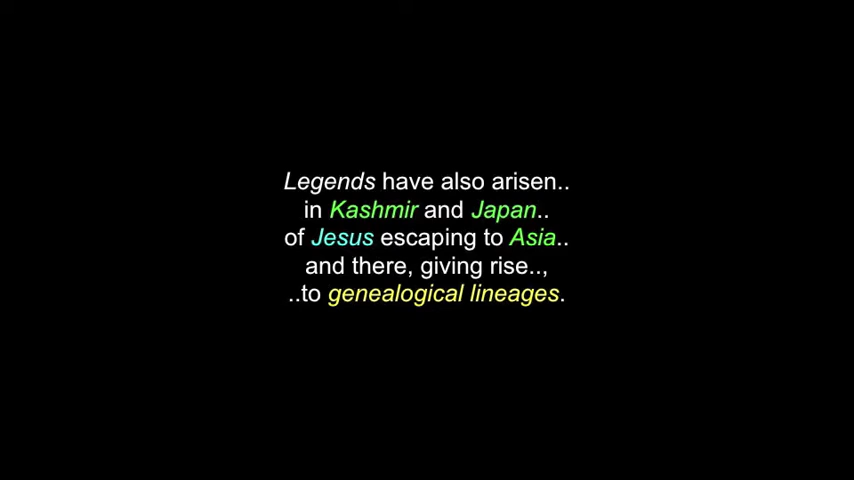 Legends have also arisen..
in Kashmir and Japan..
of Jesus escaping to Asia..
and there, giving rise..,
..to genealogical lineages.